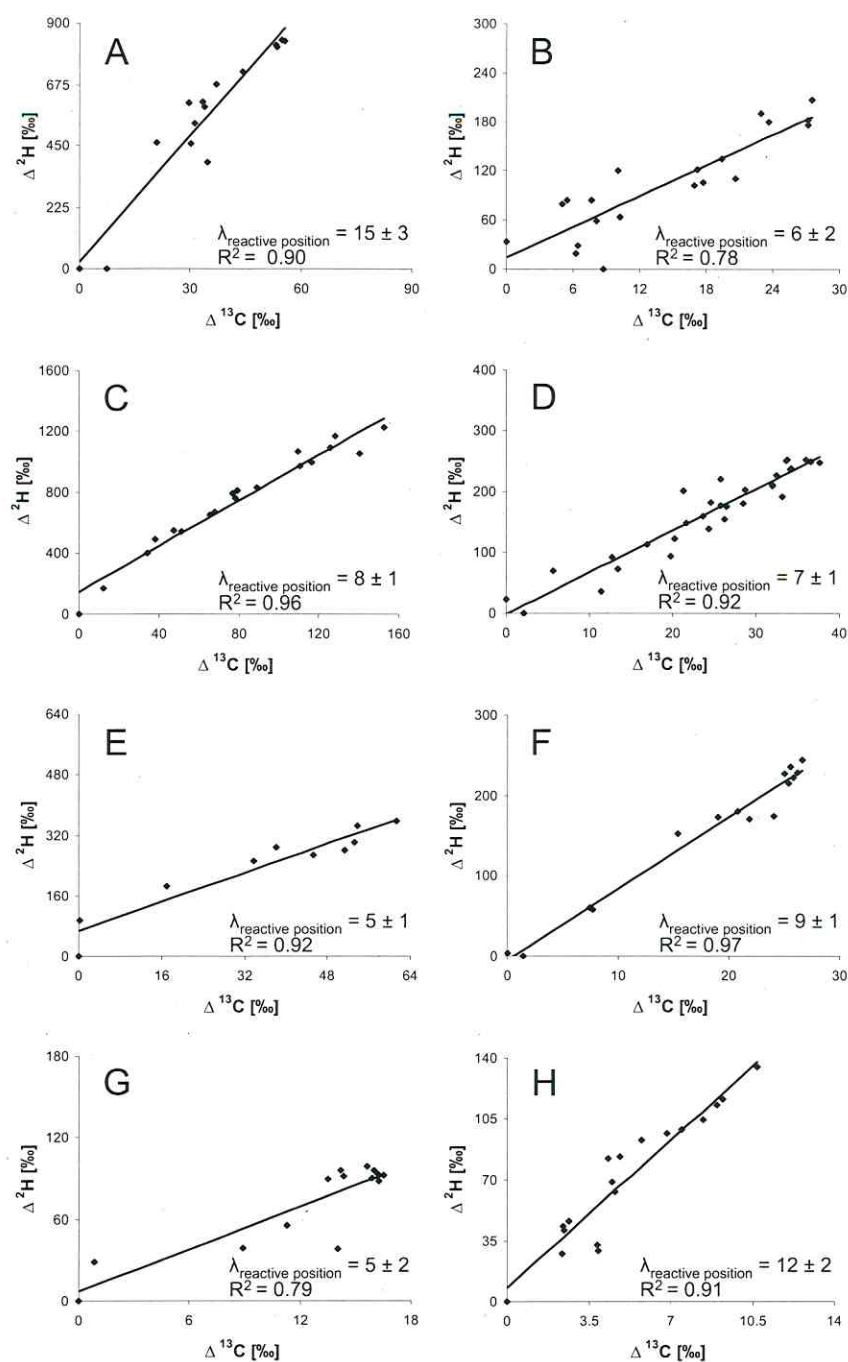 A
Δ ²H [‰]
900
675
450
225
0
λreactive position = 15 ± 3
R² = 0.90
0 30 60 90
Δ ¹³C [‰]
B
Δ ²H [‰]
300
240
180
120
60
0
λreactive position = 6 ± 2
R² = 0.78
0 6 12 18 24 30
Δ ¹³C [‰]
C
Δ ²H [‰]
1600
1200
800
400
0
λreactive position = 8 ± 1
R² = 0.96
0 40 80 120 160
Δ ¹³C [‰]
D
Δ ²H [‰]
400
300
200
100
0
λreactive position = 7 ± 1
R² = 0.92
0 10 20 30 40
Δ ¹³C [‰]
E
Δ ²H [‰]
640
480
320
160
0
λreactive position = 5 ± 1
R² = 0.92
0 16 32 48 64
Δ ¹³C [‰]
F
Δ ²H [‰]
300
200
100
0
λreactive position = 9 ± 1
R² = 0.97
0 10 20 30
Δ ¹³C [‰]
G
Δ ²H [‰]
180
120
60
0
λreactive position = 5 ± 2
R² = 0.79
0 6 12 18
Δ ¹³C [‰]
H
Δ ²H [‰]
140
105
70
35
0
λreactive position = 12 ± 2
R² = 0.91
0 3.5 7 10.5 14
Δ ¹³C [‰]